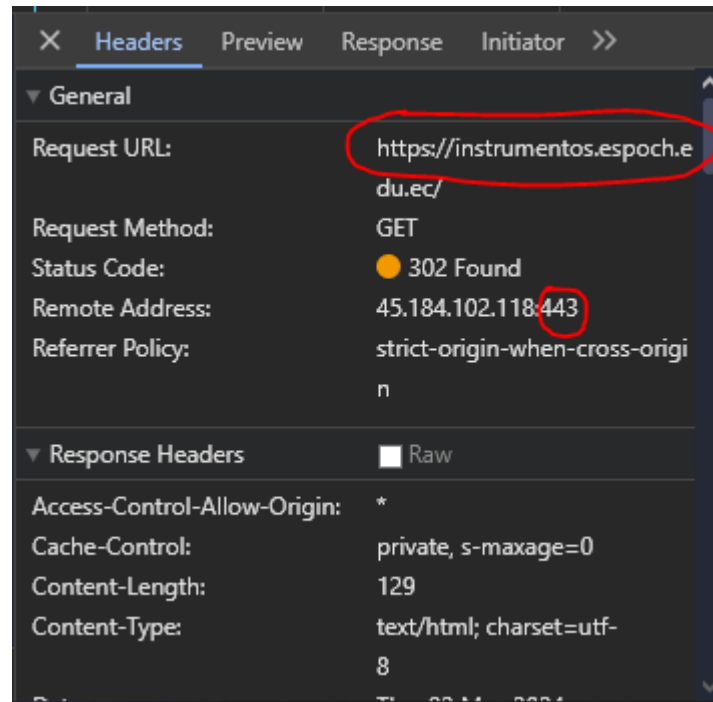 Headers Preview Response Initiator
General
Request URL: https://instrumentos.espoch.e
du.ec/
Request Method: GET
Status Code: 302 Found
Remote Address: 45.184.102.118:443
Referrer Policy: strict-origin-when-cross-origi
n
Response Headers Raw
Access-Control-Allow-Origin: *
Cache-Control: private, s-maxage=0
Content-Length: 129
Content-Type: text/html; charset=utf-
8